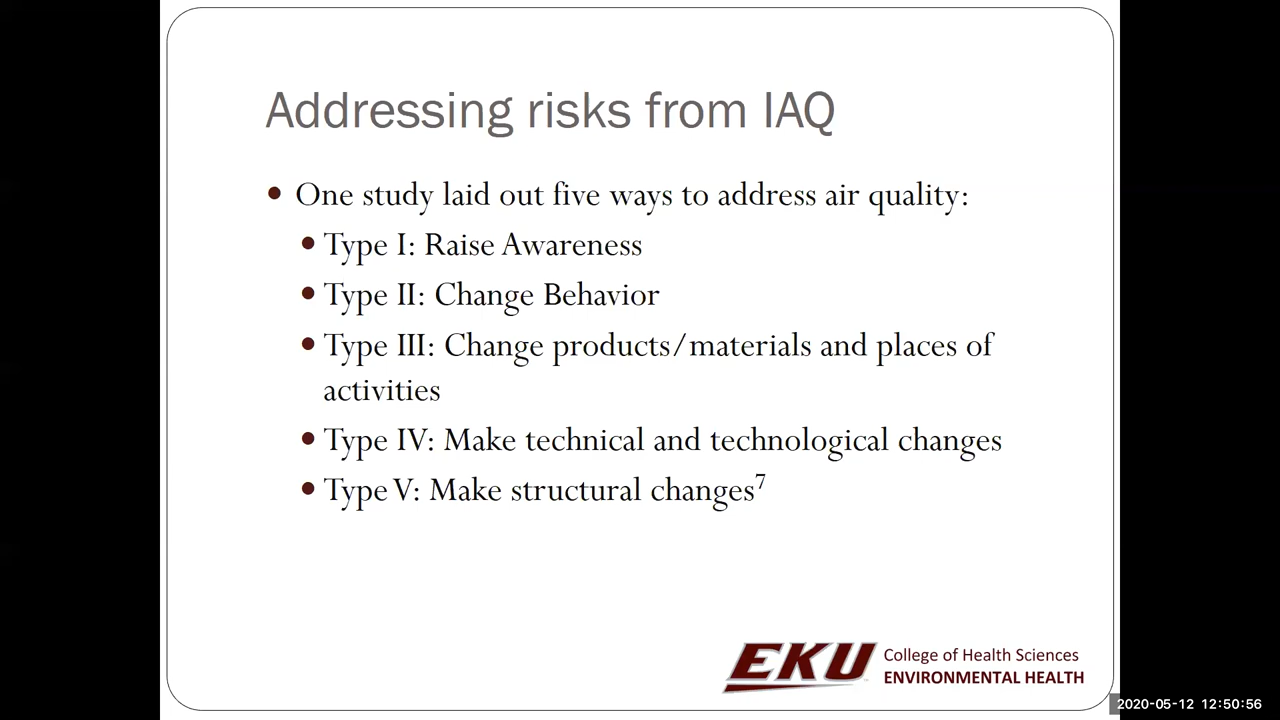 Addressing risks from IAQ
• One study laid out five ways to address air quality:
• Type I: Raise Awareness
• Type II: Change Behavior
• Type III: Change products/materials and places of
activities
• Type IV: Make technical and technological changes
• Type V: Make structural changes7
EKU College of Health Sciences
ENVIRONMENTAL HEALTH
2020-05-12 12:50:56